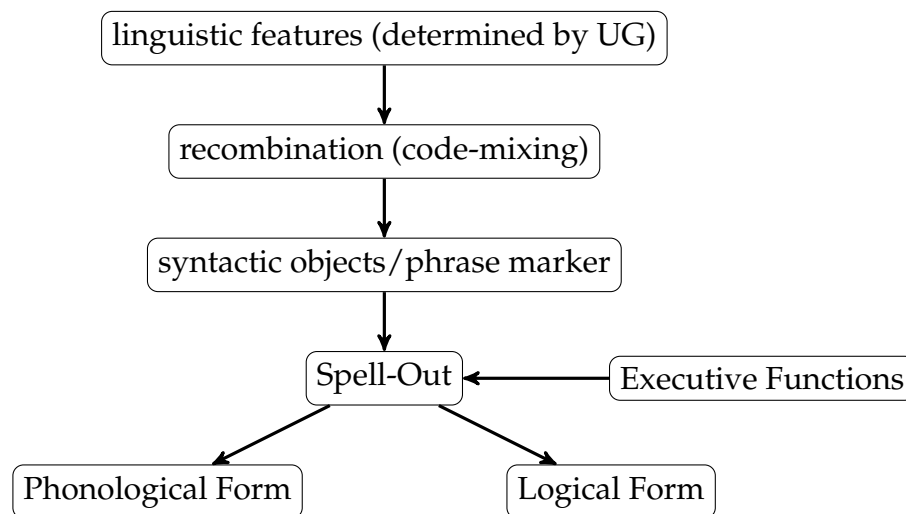 linguistic features (determined by UG)
recombination (code-mixing)
syntactic objects/phrase marker
Spell-Out
Executive Functions
Phonological Form
Logical Form